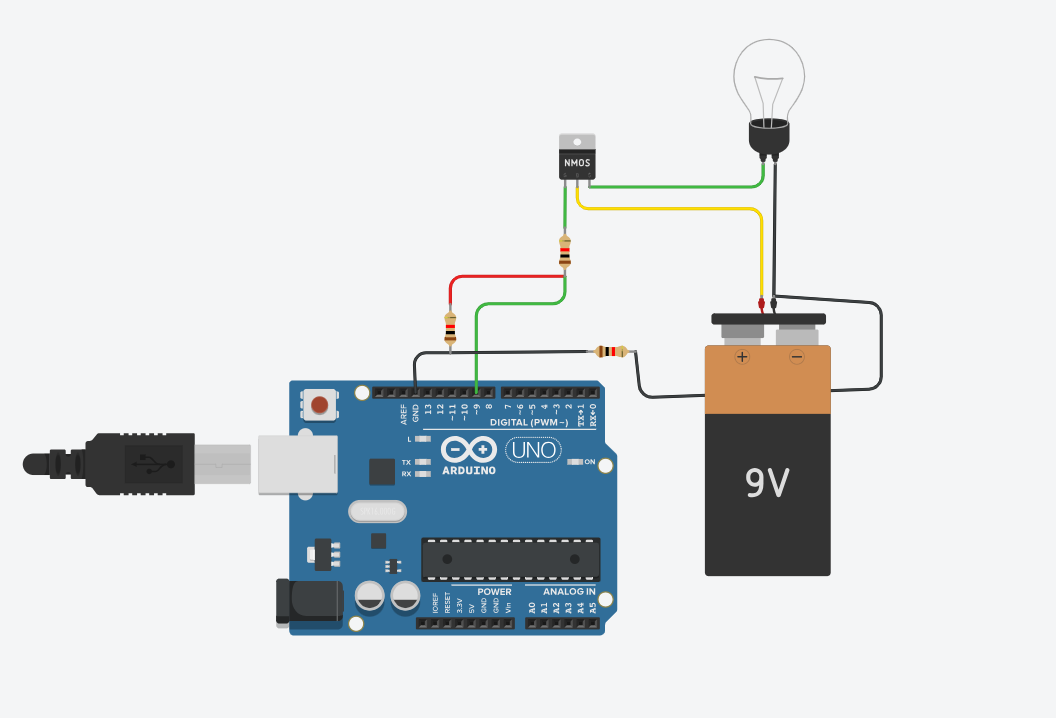 NMOS
+ −
9V
AREF
GND
13
12
~11
~10
~9
8
7
~6
~5
4
~3
2
TX→1
RX←0
DIGITAL (PWM~)
L
TX
RX
ARDUINO
UNO
ON
POWER
ANALOG IN
IOREF
RESET
3.3V
5V
GND
GND
Vin
A0
A1
A2
A3
A4
A5